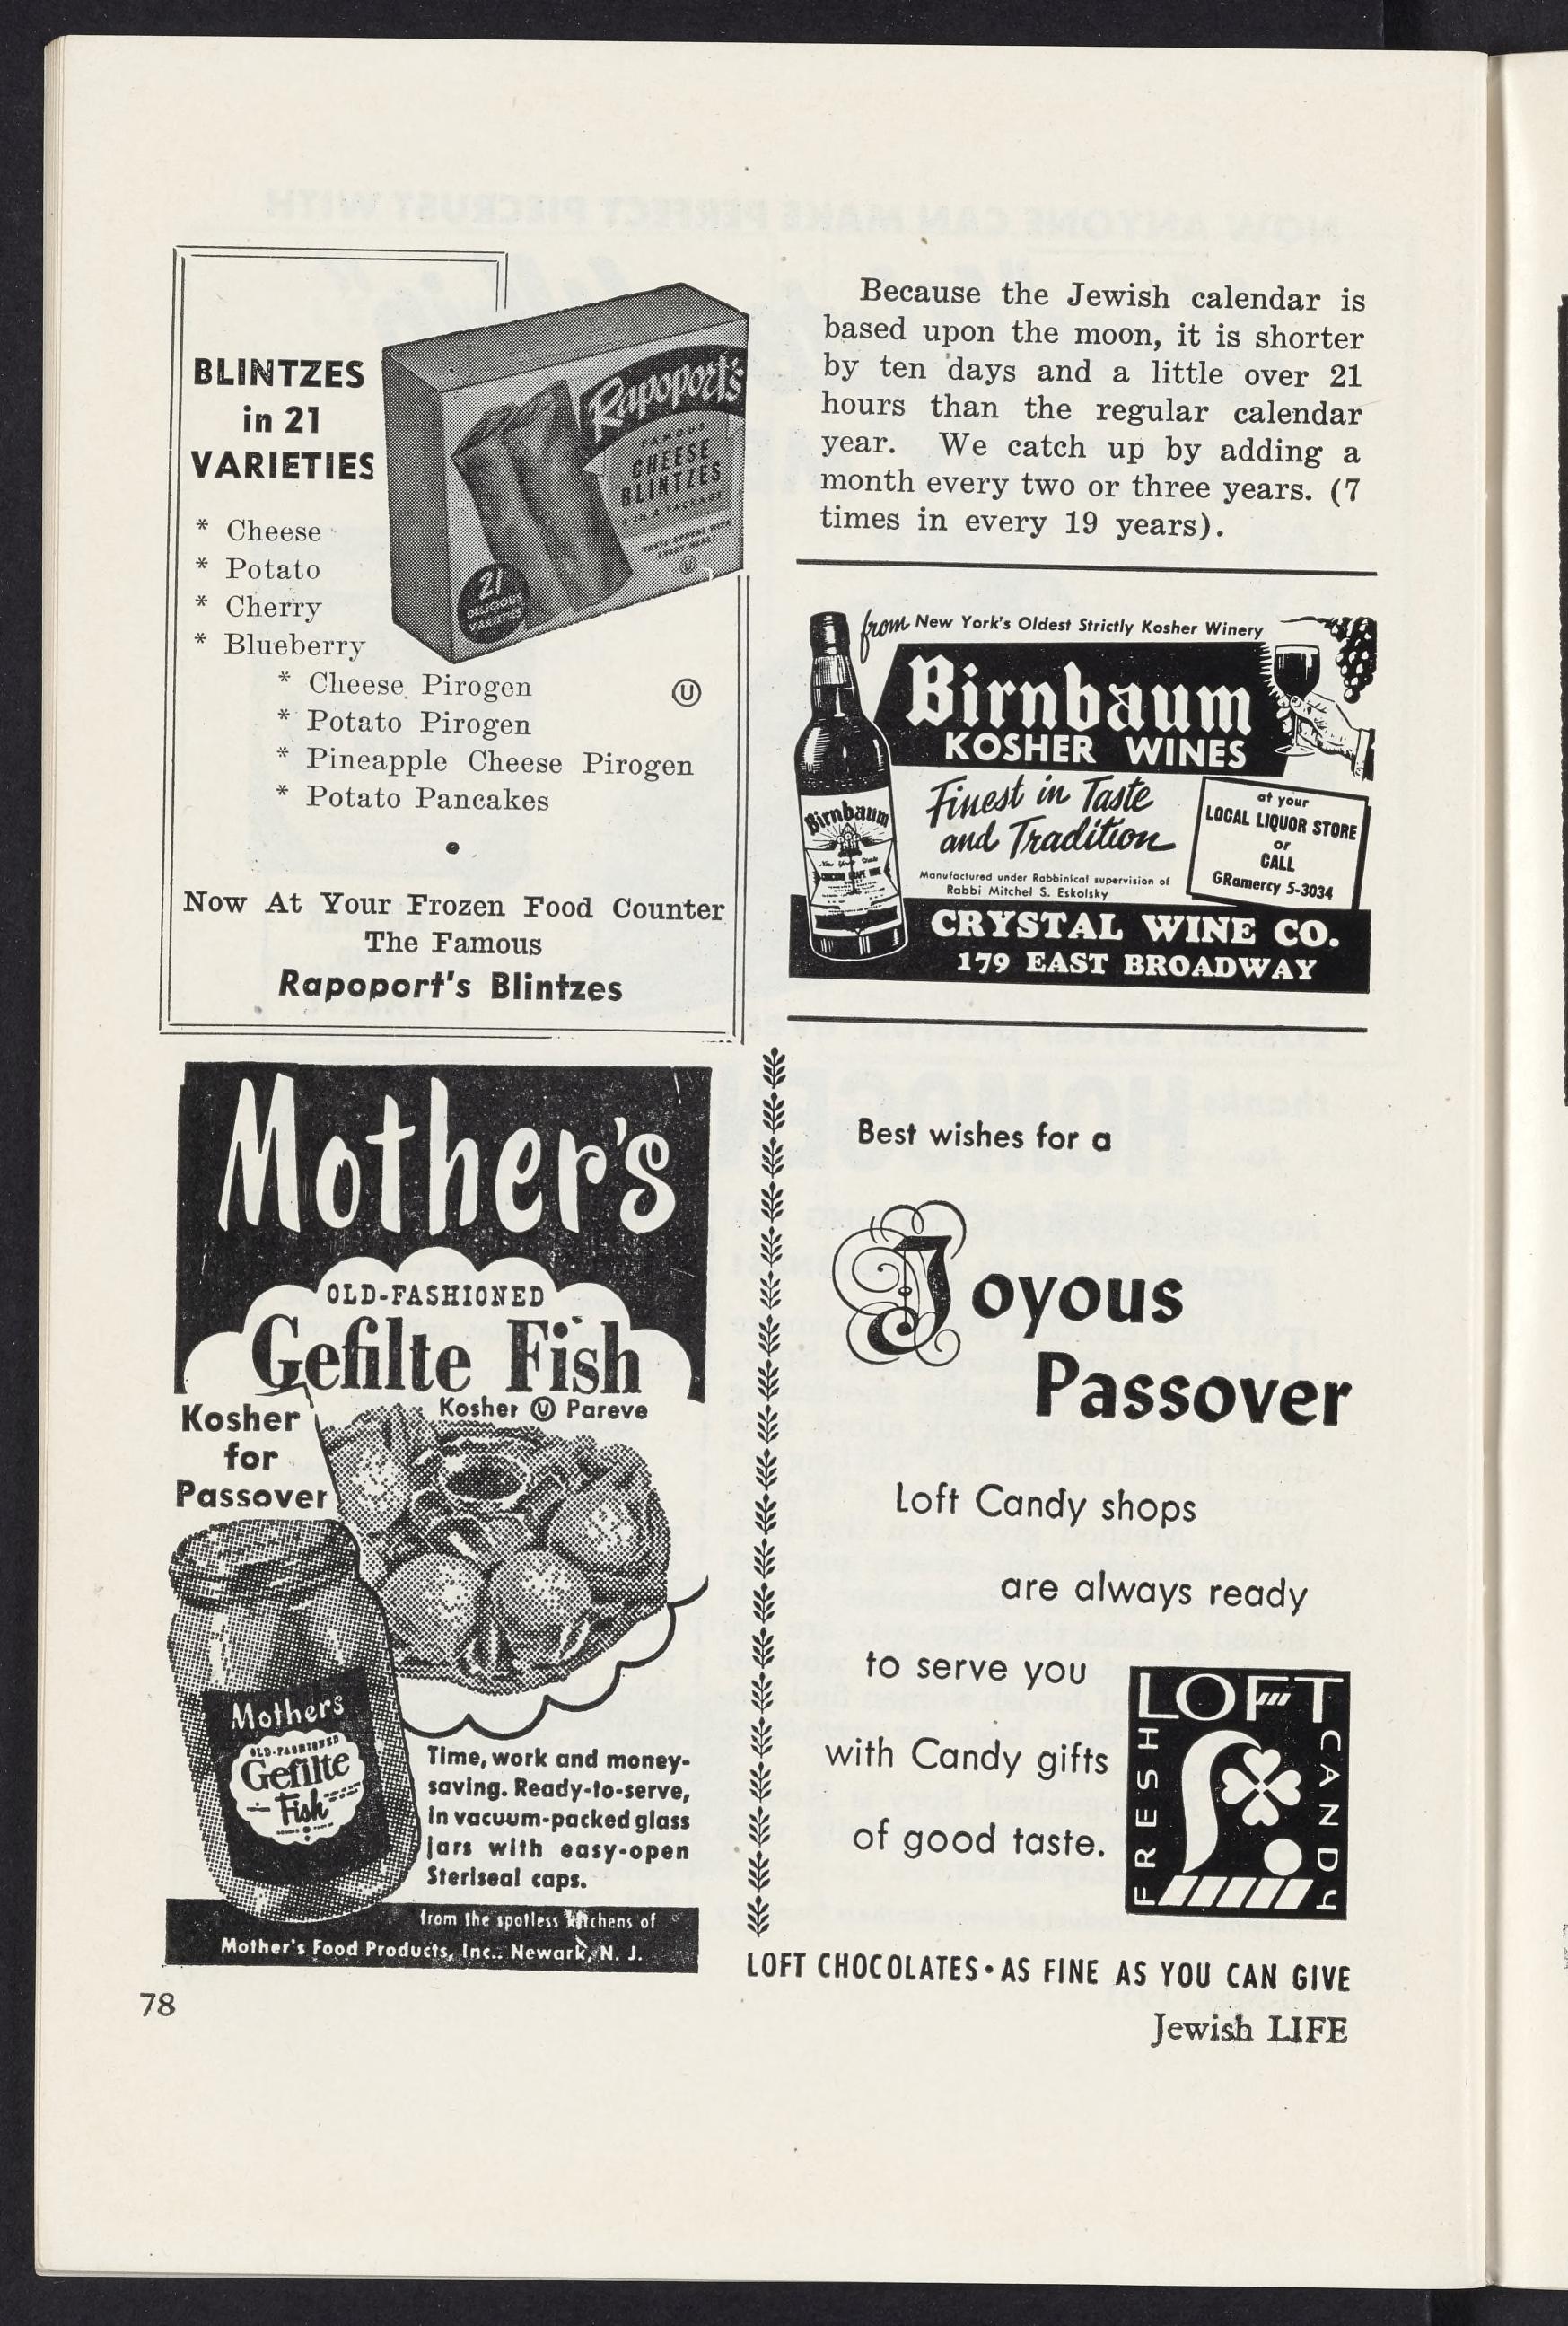 BLINTZES
in 21
VARIETIES
* Cheese
* Potato
* Cherry
* Blueberry
* Cheese Pirogen
* Potato Pirogen
* Pineapple Cheese Pirogen
* Potato Pancakes
Ⓤ
Rapoport's
FAMOUS
CHEESE
BLINTZES
IN A PACKAGE
TASTE APPEAL WITH
EVERY MEAL!
Ⓤ
21
DELICIOUS
VARIETIES
Now At Your Frozen Food Counter
The Famous
Rapoport's Blintzes
Because the Jewish calendar is
based upon the moon, it is shorter
by ten days and a little over 21
hours than the regular calendar
year. We catch up by adding a
month every two or three years. (7
times in every 19 years).
from New York's Oldest Strictly Kosher Winery
Birnbaum
KOSHER WINES
Finest in Taste
and Tradition
Manufactured under Rabbinical supervision of
Rabbi Mitchel S. Eskolsky
at your
LOCAL LIQUOR STORE
or
CALL
GRamercy 5-3034
Birnbaum
CONCORD GRAPE WINE
CRYSTAL WINE CO.
179 EAST BROADWAY
Mother's
OLD-FASHIONED
Gefilte Fish
Kosher Ⓤ Pareve
Kosher
for
Passover
Mothers
OLD-FASHIONED
Gefilte
Fish
Time, work and money-
saving. Ready-to-serve,
in vacuum-packed glass
jars with easy-open
Steriseal caps.
from the spotless kitchens of
Mother's Food Products, Inc.. Newark, N. J.
Best wishes for a
Joyous
Passover
Loft Candy shops
are always ready
to serve you
with Candy gifts
of good taste.
LOFT
FRESH
CANDY
LOFT CHOCOLATES • AS FINE AS YOU CAN GIVE
78
Jewish LIFE